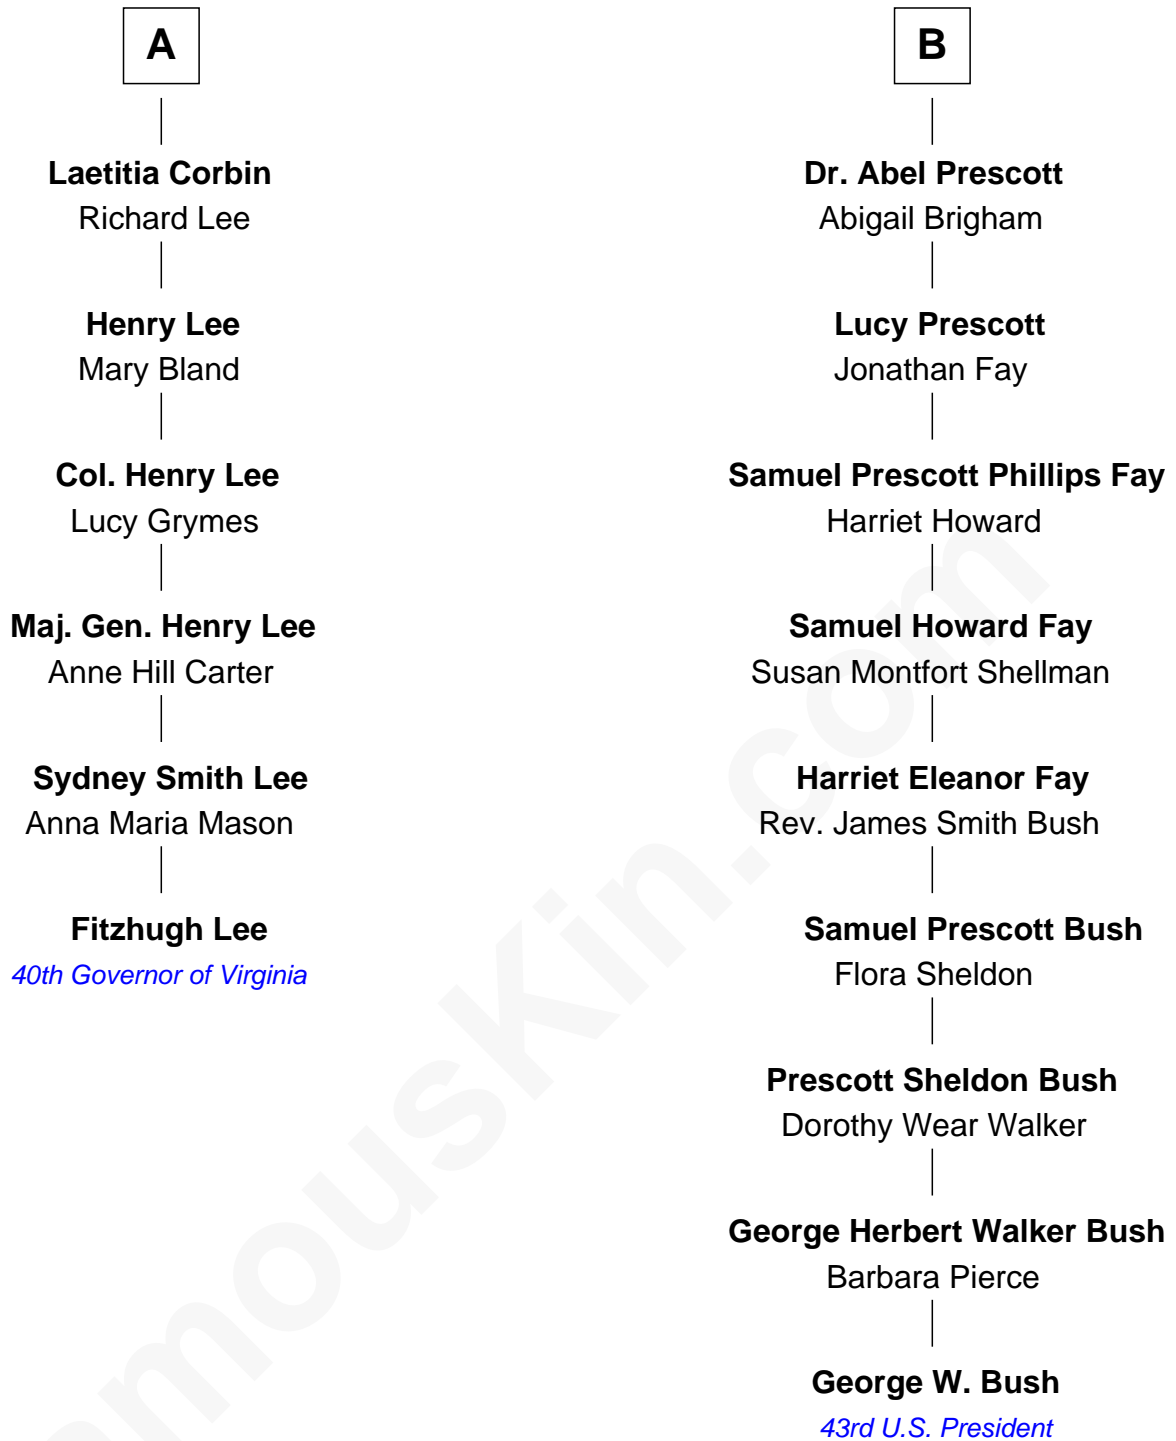 A
Laetitia Corbin
Richard Lee
Henry Lee
Mary Bland
Col. Henry Lee
Lucy Grymes
Maj. Gen. Henry Lee
Anne Hill Carter
Sydney Smith Lee
Anna Maria Mason
Fitzhugh Lee
40th Governor of Virginia
B
Dr. Abel Prescott
Abigail Brigham
Lucy Prescott
Jonathan Fay
Samuel Prescott Phillips Fay
Harriet Howard
Samuel Howard Fay
Susan Montfort Shellman
Harriet Eleanor Fay
Rev. James Smith Bush
Samuel Prescott Bush
Flora Sheldon
Prescott Sheldon Bush
Dorothy Wear Walker
George Herbert Walker Bush
Barbara Pierce
George W. Bush
43rd U.S. President
mousKin.com